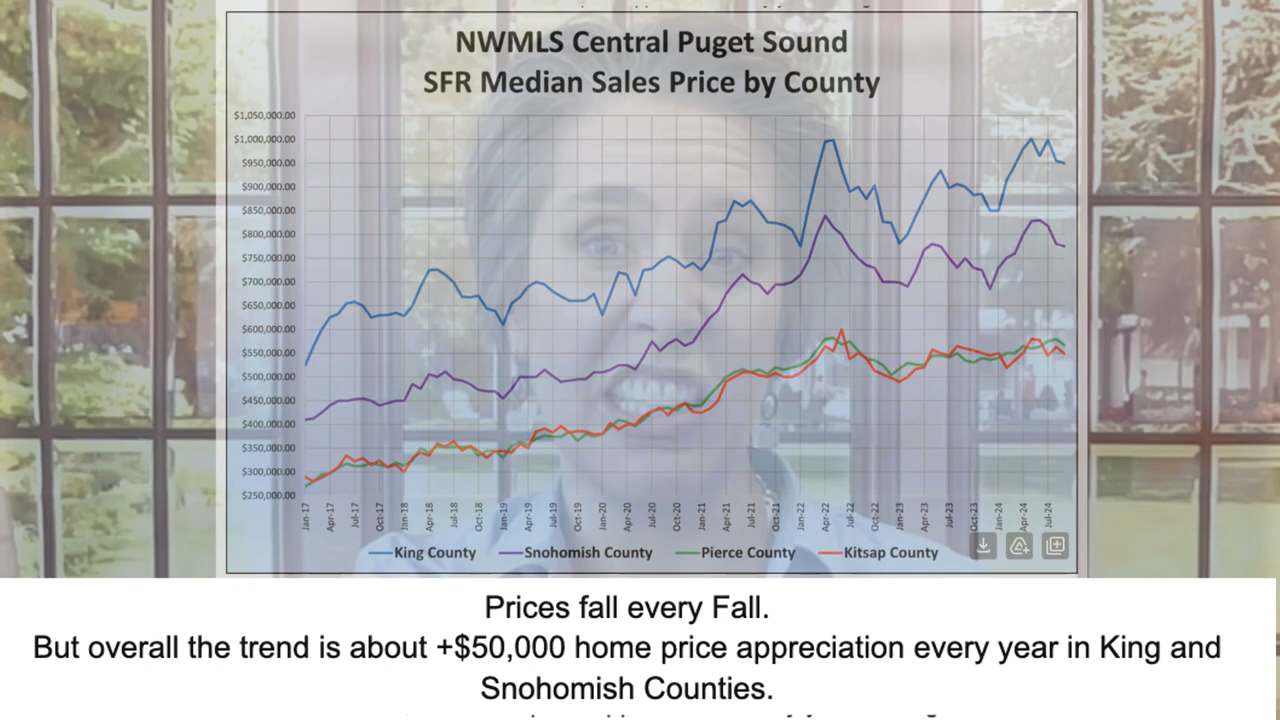 NWMLS Central Puget Sound
SFR Median Sales Price by County
$1,050,000.00
$1,000,000.00
$950,000.00
$900,000.00
$850,000.00
$800,000.00
$750,000.00
$700,000.00
$650,000.00
$600,000.00
$550,000.00
$500,000.00
$450,000.00
$400,000.00
$350,000.00
$300,000.00
$250,000.00
Jan-17
Apr-17
Jul-17
Oct-17
Jan-18
Apr-18
Jul-18
Oct-18
Jan-19
Apr-19
Jul-19
Oct-19
Jan-20
Apr-20
Jul-20
Oct-20
Jan-21
Apr-21
Jul-21
Oct-21
Jan-22
Apr-22
Jul-22
Oct-22
Jan-23
Apr-23
Jul-23
Oct-23
Jan-24
Apr-24
Jul-24
King County
Snohomish County
Pierce County
Kitsap County
Prices fall every Fall.
But overall the trend is about +$50,000 home price appreciation every year in King and
Snohomish Counties.